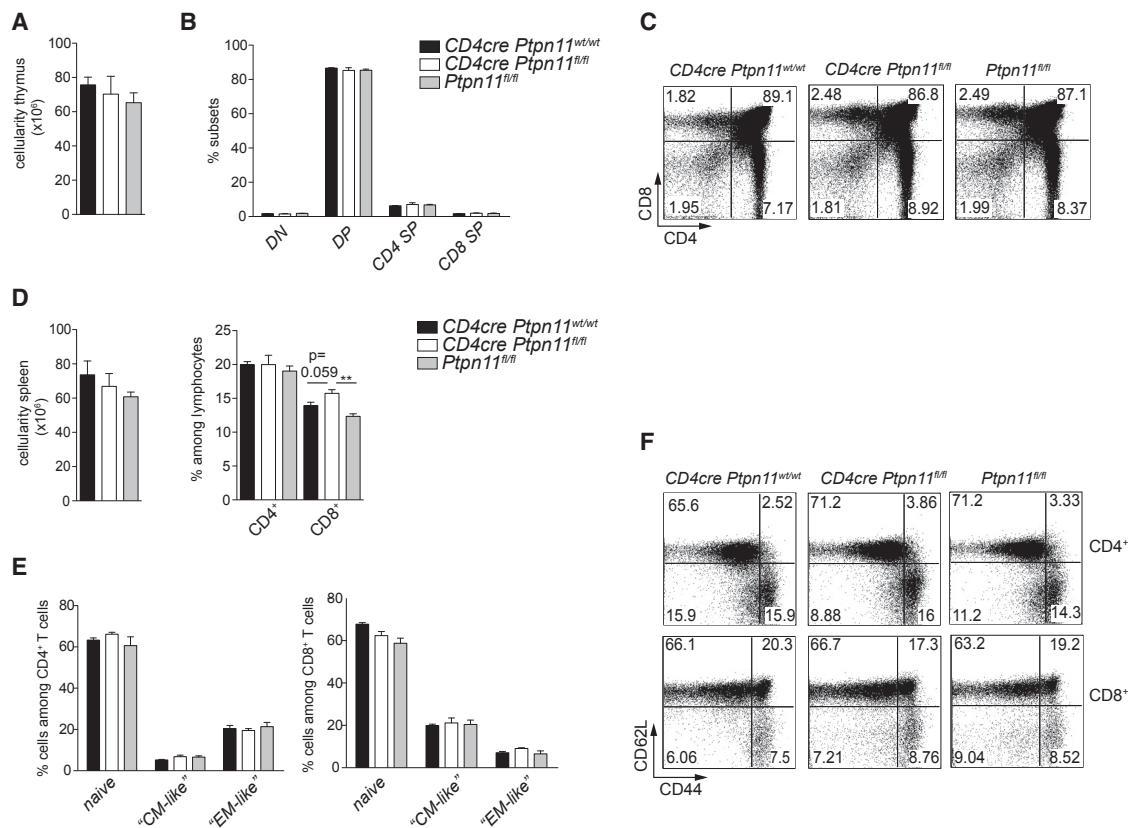 A
cellularity thymus
(x10⁶)
100
80
60
40
20
0
B
% subsets
100
80
60
40
20
0
DN
DP
CD4 SP
CD8 SP
CD4cre Ptpn11wt/wt
CD4cre Ptpn11fl/fl
Ptpn11fl/fl
C
CD4cre Ptpn11wt/wt
CD4cre Ptpn11fl/fl
Ptpn11fl/fl
1.82
89.1
2.48
86.8
2.49
87.1
1.95
7.17
1.81
8.92
1.99
8.37
CD8
CD4
D
cellularity spleen
(x10⁶)
100
80
60
40
20
0
% among lymphocytes
25
20
15
10
5
0
p=
0.059
**
CD4⁺
CD8⁺
CD4cre Ptpn11wt/wt
CD4cre Ptpn11fl/fl
Ptpn11fl/fl
E
% cells among CD4⁺ T cells
80
60
40
20
0
naive
"CM-like"
"EM-like"
% cells among CD8⁺ T cells
80
60
40
20
0
naive
"CM-like"
"EM-like"
F
CD4cre Ptpn11wt/wt
CD4cre Ptpn11fl/fl
Ptpn11fl/fl
65.6
2.52
71.2
3.86
71.2
3.33
CD4⁺
15.9
15.9
8.88
16
11.2
14.3
66.1
20.3
66.7
17.3
63.2
19.2
CD8⁺
6.06
7.5
7.21
8.76
9.04
8.52
CD62L
CD44